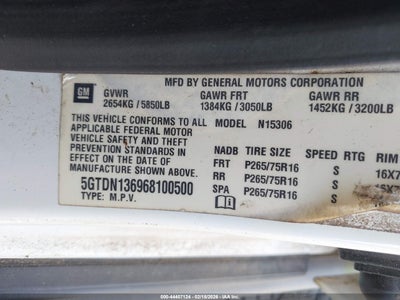 MFD BY GENERAL MOTORS CORPORATION
GM GVWR GAWR FRT GAWR RR
2654KG / 5850LB 1384KG / 3050LB 1452KG / 3200LB
THIS VEHICLE CONFORMS TO ALL MODEL N15306
APPLICABLE FEDERAL MOTOR
VEHICLE SAFETY AND THEFT NADB TIRE SIZE SPEED RTG RIM
PREVENTION STANDARDS IN FRT P265/75R16 S 16X7
EFFECT ON THE DATE OF RR P265/75R16 S
MANUFACTURE SHOWN ABOVE. SPA P265/75R16 S
5GTDN136968100500
TYPE: M.P.V.